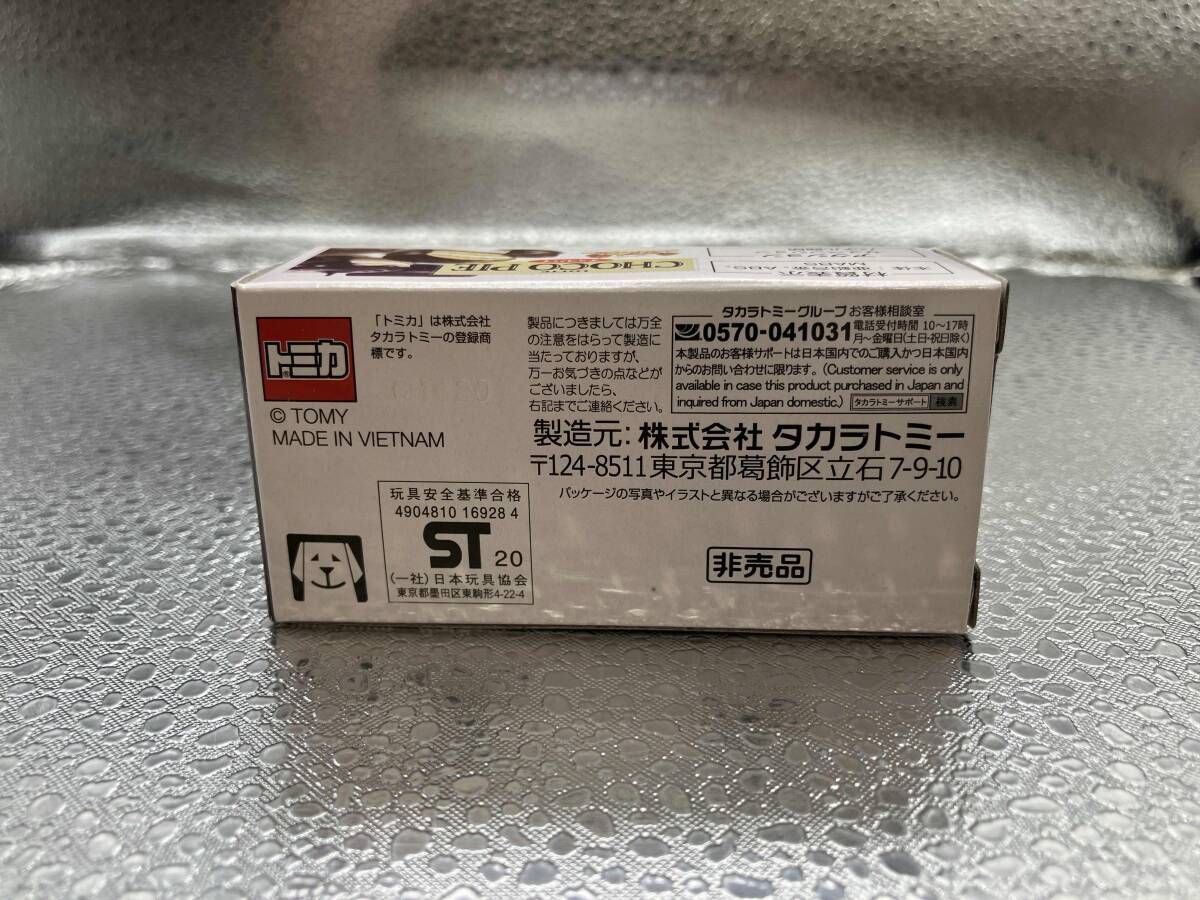 CHOCO PIE
材質表示
トミカ
「トミカ」は株式会社
タカラトミーの登録商
標です。
© TOMY
MADE IN VIETNAM
製品につきましては万全
の注意をはらって製造に
当たっておりますが、
万一お気づきの点などが
ございましたら、
右記までご連絡ください。
タカラトミーグループお客様相談室
0570-041031 電話受付時間 10～17時
月～金曜日(土日・祝日除く)
本製品のお客様サポートは日本国内でのご購入かつ日本国内
からのお問い合わせに限ります。(Customer service is only
available in case this product purchased in Japan and
inquired from Japan domestic.) タカラトミーサポート 検索
製造元：株式会社 タカラトミー
〒124-8511 東京都葛飾区立石7-9-10
パッケージの写真やイラストと異なる場合がございますがご了承ください。
玩具安全基準合格
4904810 16928 4
ST 20
(一社)日本玩具協会
東京都墨田区東駒形4-22-4
非売品